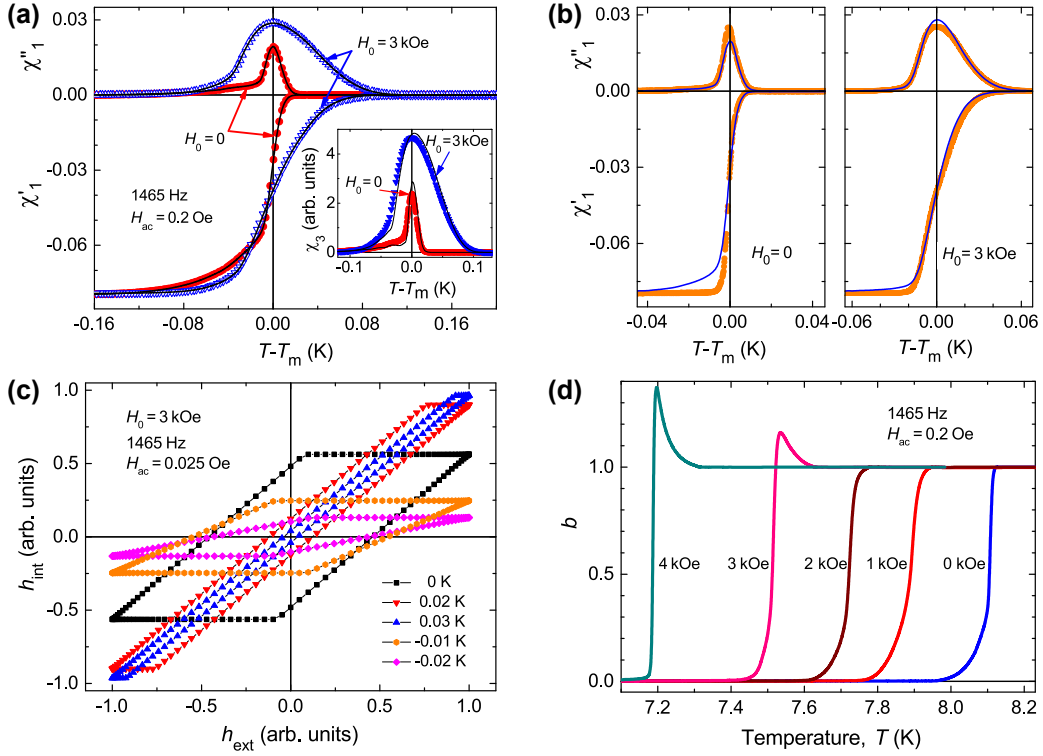 (a)
0.03
0.00
-0.03
-0.06
χ″₁
χ′₁
H₀ = 3 kOe
H₀ = 0
1465 Hz
Hac = 0.2 Oe
-0.16
-0.08
0.00
0.08
0.16
T-Tm (K)
4
2
0
χ₃ (arb. units)
H₀ = 3 kOe
H₀ = 0
-0.1
0.0
0.1
T-Tm (K)
(b)
0.03
0.00
-0.03
-0.06
χ″₁
χ′₁
H₀ = 0
H₀ = 3 kOe
-0.04
0.00
0.04
T-Tm (K)
-0.06
0.00
0.06
T-Tm (K)
(c)
1.0
0.5
0.0
-0.5
-1.0
hint (arb. units)
H₀ = 3 kOe
1465 Hz
Hac = 0.025 Oe
0 K
0.02 K
0.03 K
-0.01 K
-0.02 K
-1.0
-0.5
0.0
0.5
1.0
hext (arb. units)
(d)
1465 Hz
Hac = 0.2 Oe
1.0
0.5
0.0
b
4 kOe
3 kOe
2 kOe
1 kOe
0 kOe
7.2
7.4
7.6
7.8
8.0
8.2
Temperature, T (K)